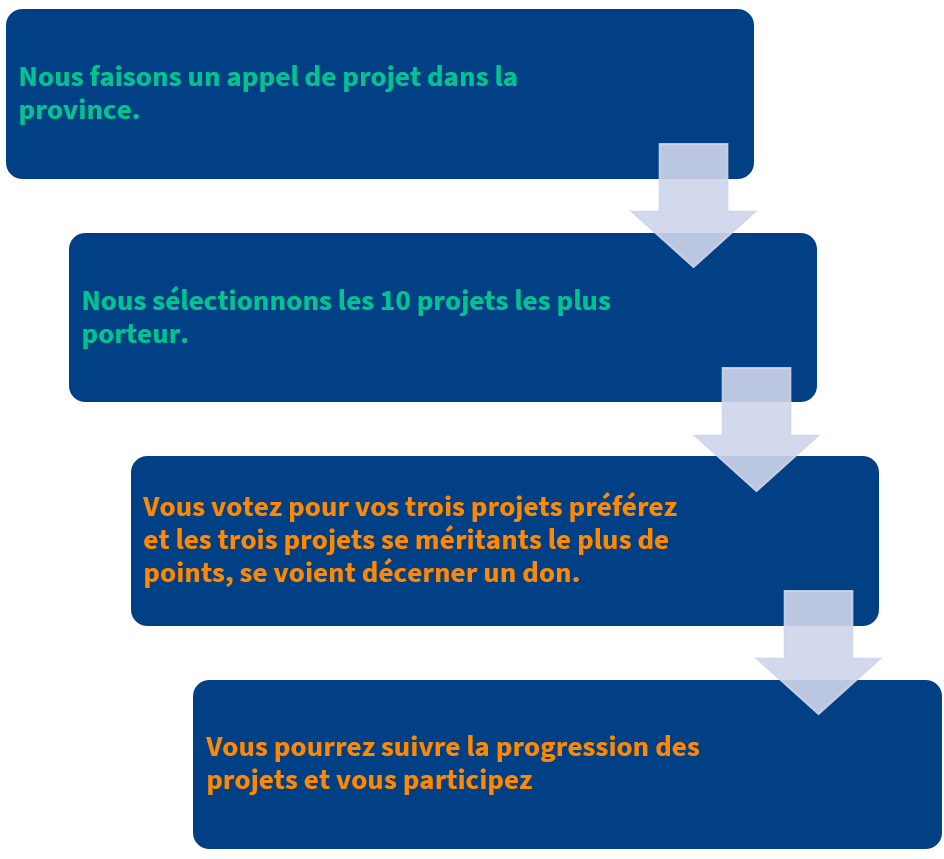 Nous faisons un appel de projet dans la
province.
Nous sélectionnons les 10 projets les plus
porteur.
Vous votez pour vos trois projets préférez
et les trois projets se méritants le plus de
points, se voient décerner un don.
Vous pourrez suivre la progression des
projets et vous participez